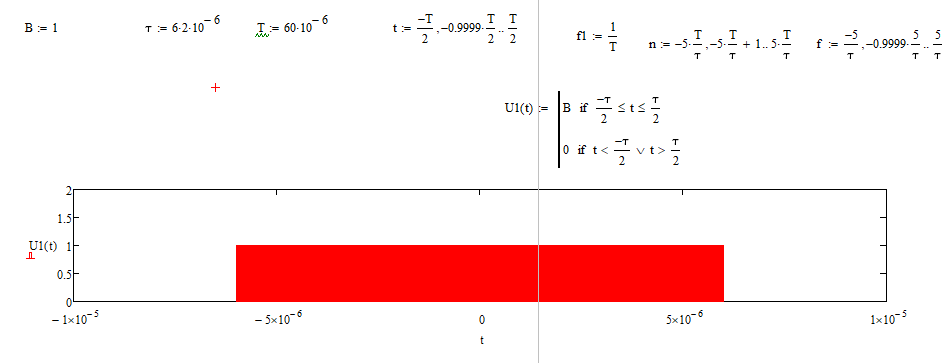 B := 1 τ := 6·2·10^-6 T := 60·10^-6 t := -T/2, -0.9999·T/2 .. T/2 f1 := 1/T n := -5·T/τ, -5·T/τ + 1 .. 5·T/τ f := -5/τ, -0.9999·5/τ .. 5/τ
U1(t) := B if -τ/2 ≤ t ≤ τ/2
0 if t < -τ/2 ∨ t > τ/2
2
1.5
U1(t) 1
0.5
0
-1×10^-5 -5×10^-6 0 5×10^-6 1×10^-5
t